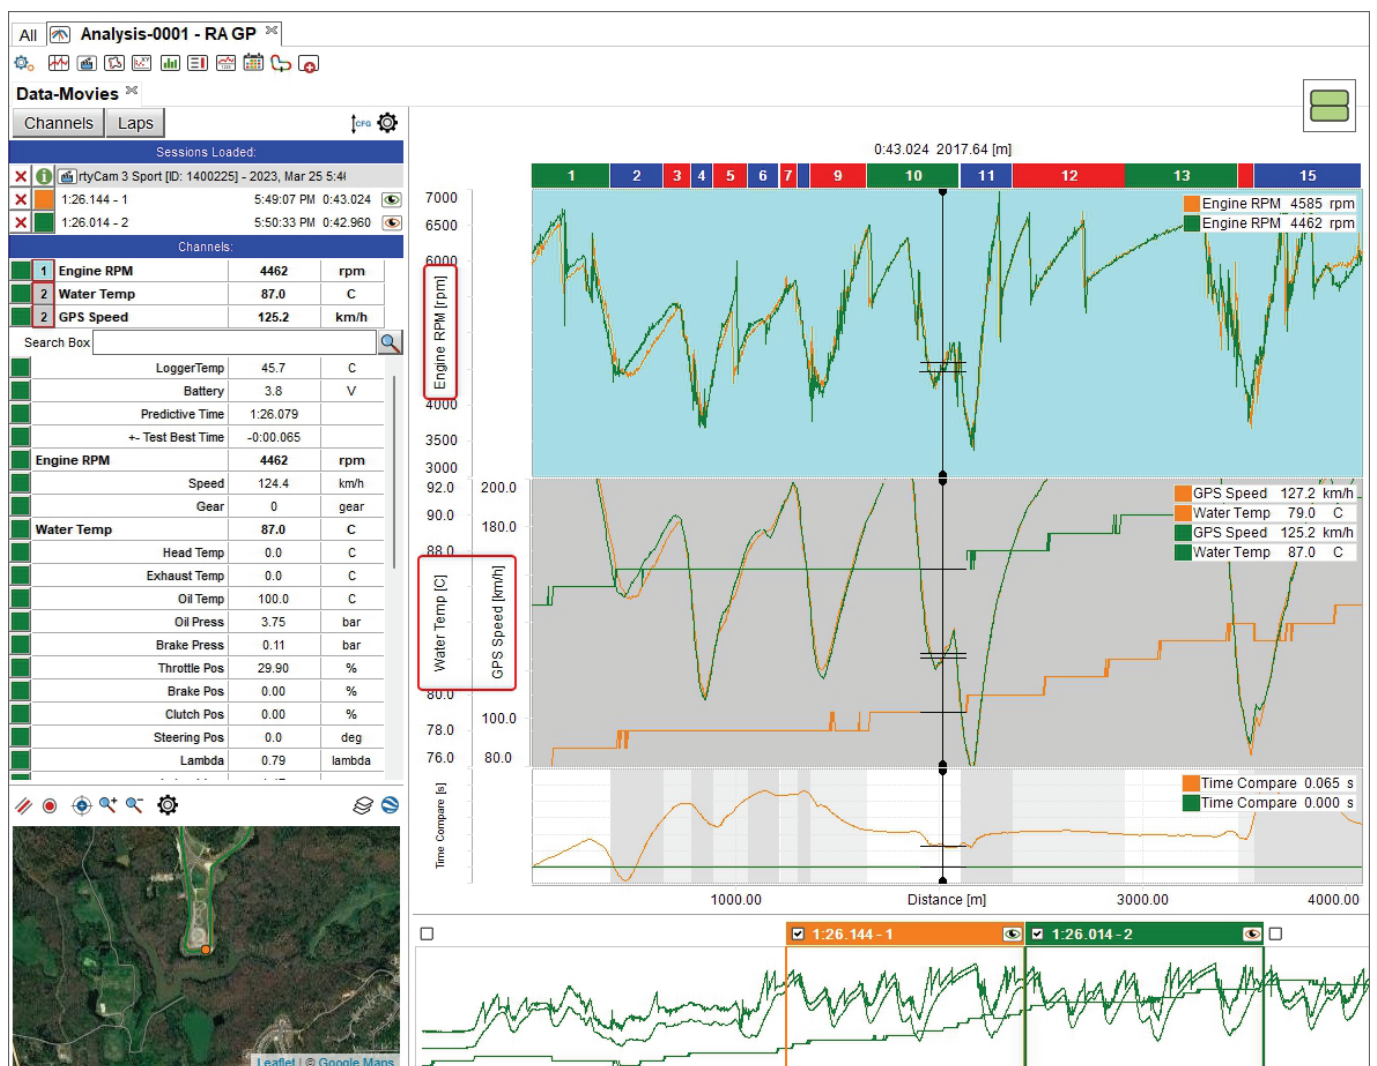 All Analysis-0001 - RA GP
Data-Movies
Channels Laps CFG
Sessions Loaded:
rtyCam 3 Sport [ID: 1400225] - 2023, Mar 25 5:4
1:26.144 - 1 5:49:07 PM 0:43.024
1:26.014 - 2 5:50:33 PM 0:42.960
Channels:
1 Engine RPM 4462 rpm
2 Water Temp 87.0 C
2 GPS Speed 125.2 km/h
Search Box
LoggerTemp 45.7 C
Battery 3.8 V
Predictive Time 1:26.079
+- Test Best Time -0:00.065
Engine RPM 4462 rpm
Speed 124.4 km/h
Gear 0 gear
Water Temp 87.0 C
Head Temp 0.0 C
Exhaust Temp 0.0 C
Oil Temp 100.0 C
Oil Press 3.75 bar
Brake Press 0.11 bar
Throttle Pos 29.90 %
Brake Pos 0.00 %
Clutch Pos 0.00 %
Steering Pos 0.0 deg
Lambda 0.79 lambda
Leaflet | © Google Maps
0:43.024 2017.64 [m]
1 2 3 4 5 6 7 9 10 11 12 13 15
7000
6500
6000
4000
3500
3000
Engine RPM [rpm]
Engine RPM 4585 rpm
Engine RPM 4462 rpm
92.0 200.0
90.0 180.0
88.0
80.0
78.0 100.0
76.0 80.0
Water Temp [C]
GPS Speed [km/h]
GPS Speed 127.2 km/h
Water Temp 79.0 C
GPS Speed 125.2 km/h
Water Temp 87.0 C
Time Compare [s]
Time Compare 0.065 s
Time Compare 0.000 s
1000.00 Distance [m] 3000.00 4000.00
1:26.144 - 1 1:26.014 - 2